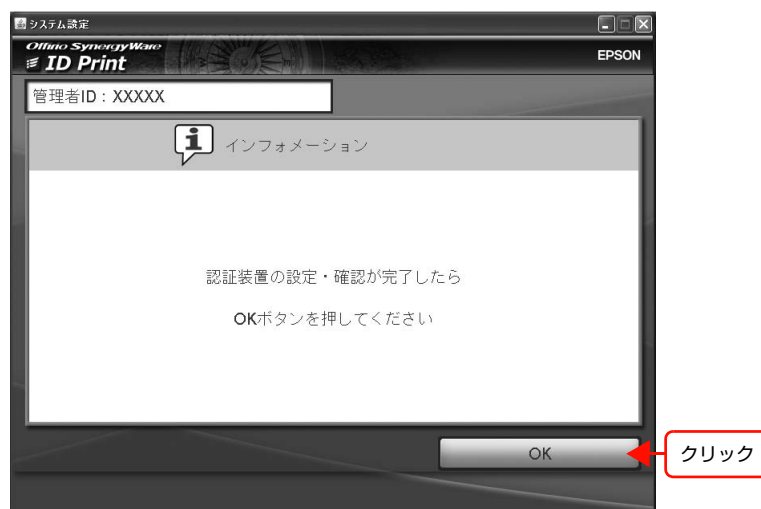 システム設定
Offirio SynergyWare
ID Print
EPSON
管理者ID：XXXXX
インフォメーション
認証装置の設定・確認が完了したら
OKボタンを押してください
OK
クリック